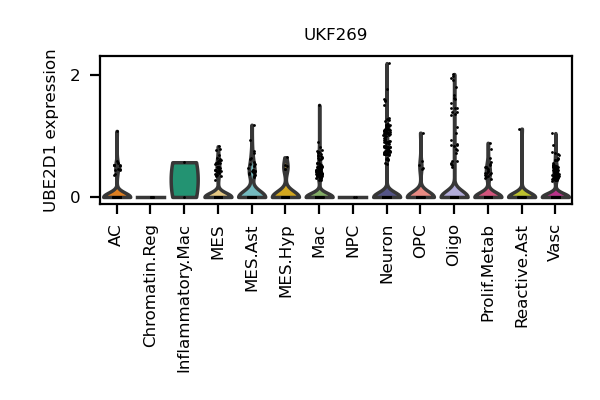 UKF269
UBE2D1 expression
2
0
AC
Chromatin.Reg
Inflammatory.Mac
MES
MES.Ast
MES.Hyp
Mac
NPC
Neuron
OPC
Oligo
Prolif.Metab
Reactive.Ast
Vasc